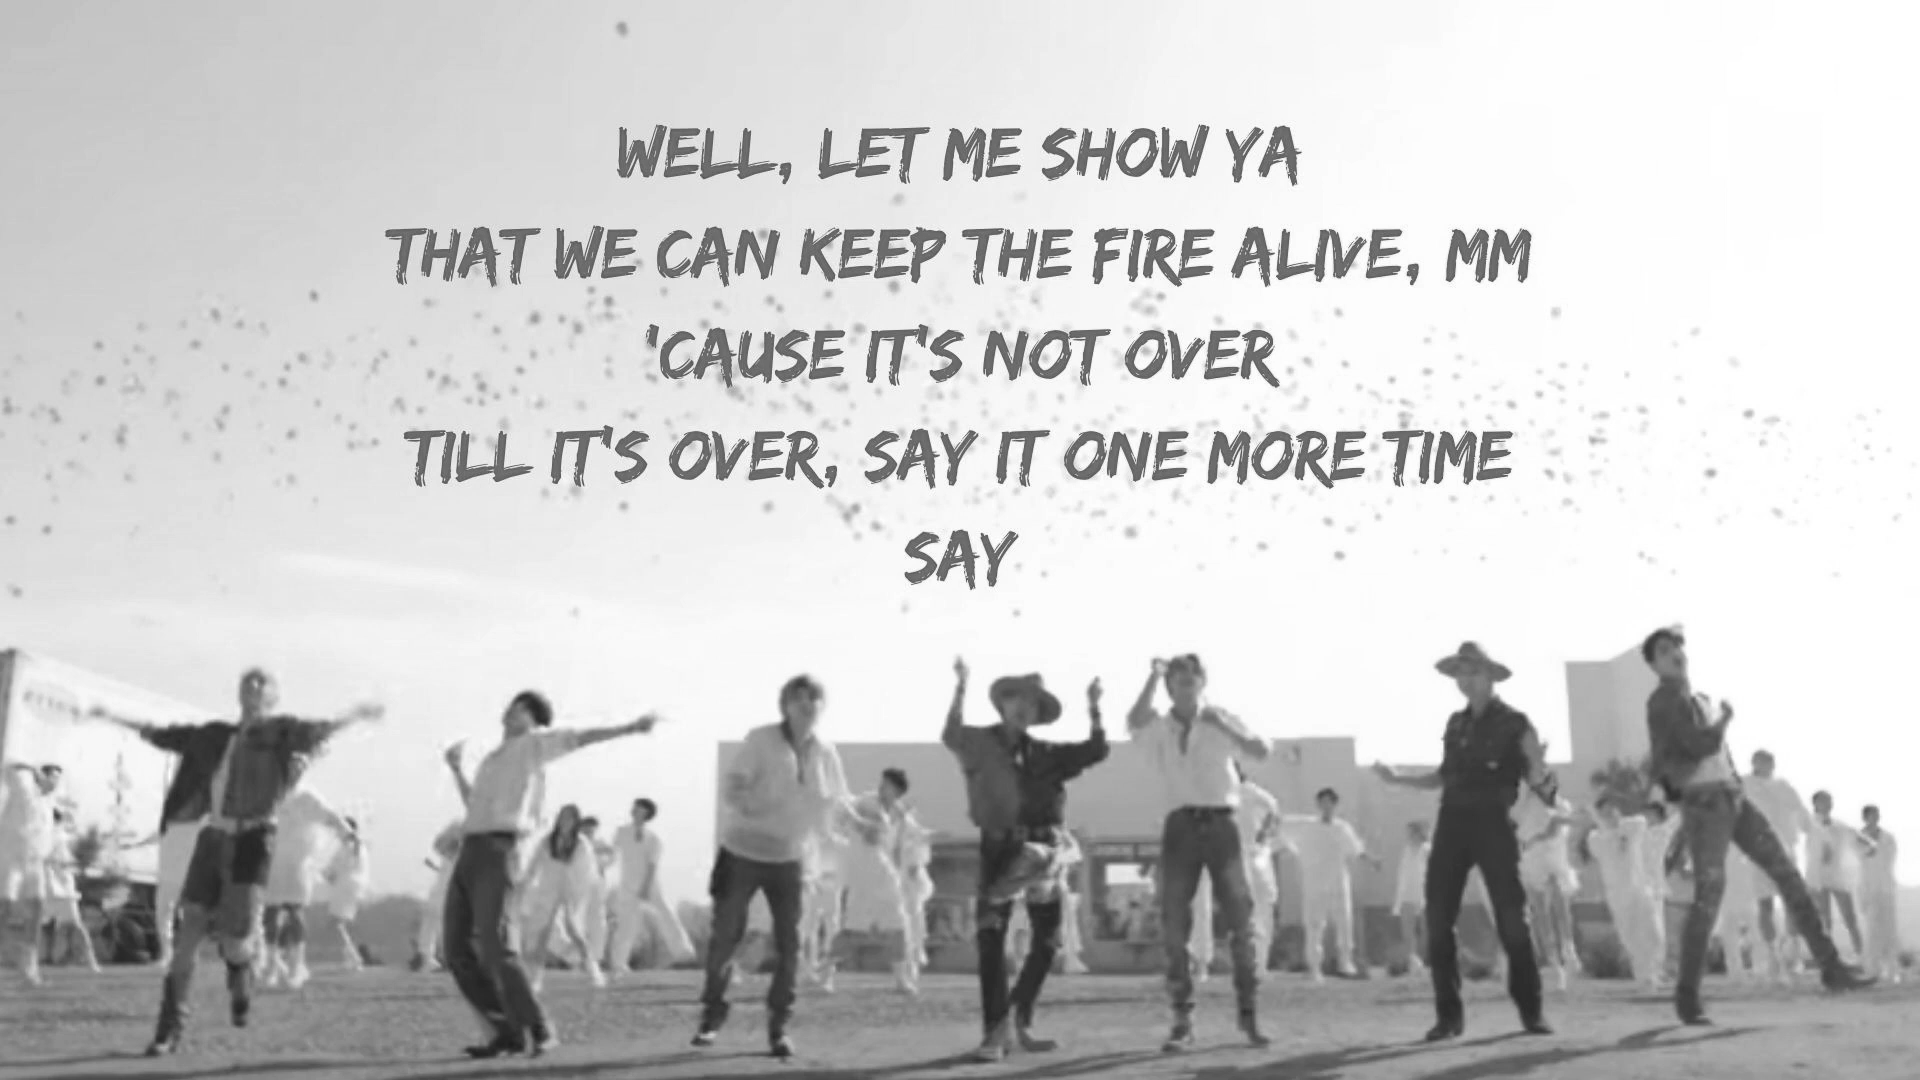 WELL, LET ME SHOW YA
THAT WE CAN KEEP THE FIRE ALIVE, MM
'CAUSE IT'S NOT OVER
TILL IT'S OVER, SAY IT ONE MORE TIME
SAY